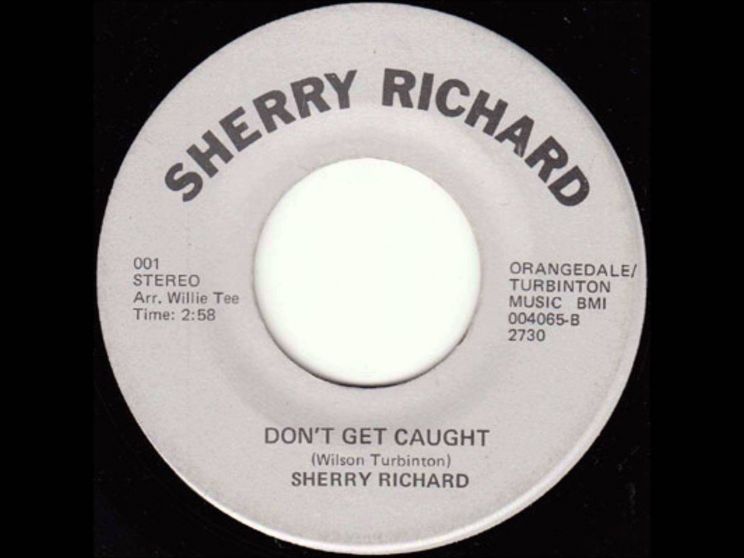 SHERRY RICHARD
001
STEREO
Arr. Willie Tee
Time: 2:58
ORANGEDALE/
TURBINTON
MUSIC BMI
004065-B
2730
DON'T GET CAUGHT
(Wilson Turbinton)
SHERRY RICHARD